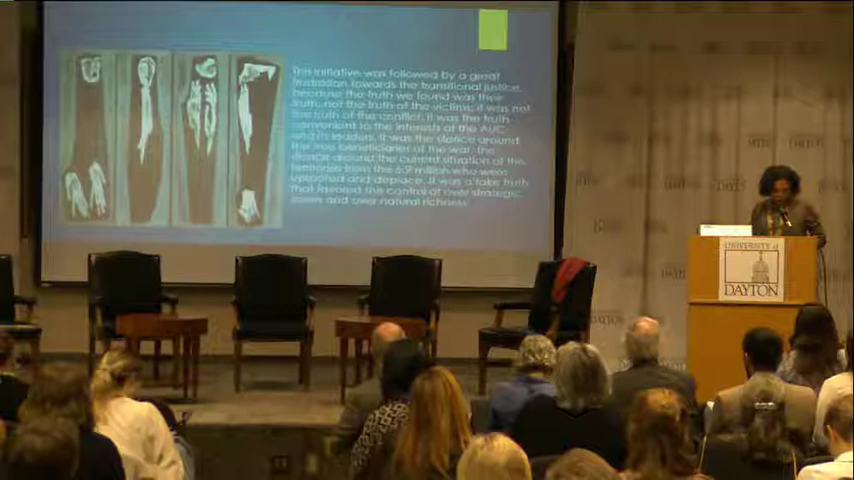 This initiative was followed by a great
frustration towards the transitional justice,
because the truth we found was their
truth, not the truth of the victims; it was not
the truth of the conflict. It was the truth
convenient to the interests of the AUC
and its leaders. It was the silence around
the true beneficiaries of the war, the
silence around the current situation of the
territories from the 5.9 million who were
uprooted and displace. It was a fake truth
that favored the control of over strategic
zones and over natural richness.
UNIVERSITY of
DAYTON
DAYTON